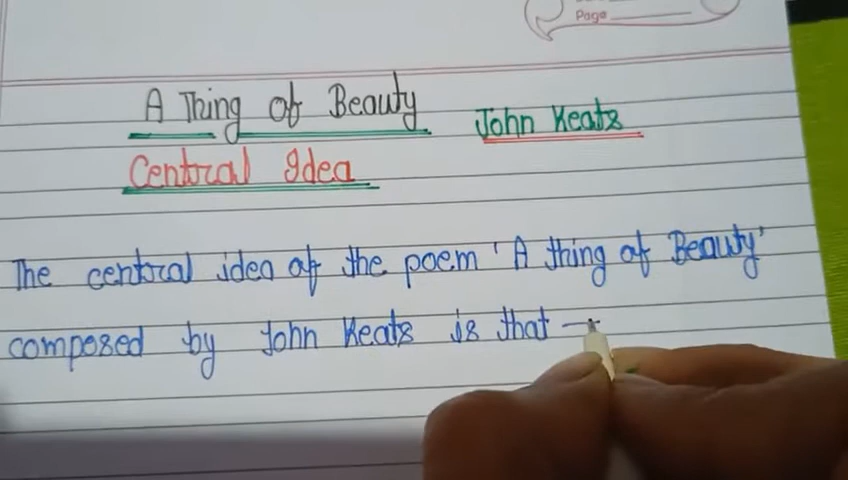 Page
A Thing of Beauty
John Keats
Central Idea
The central idea of the poem 'A thing of Beauty'
composed by John Keats is that